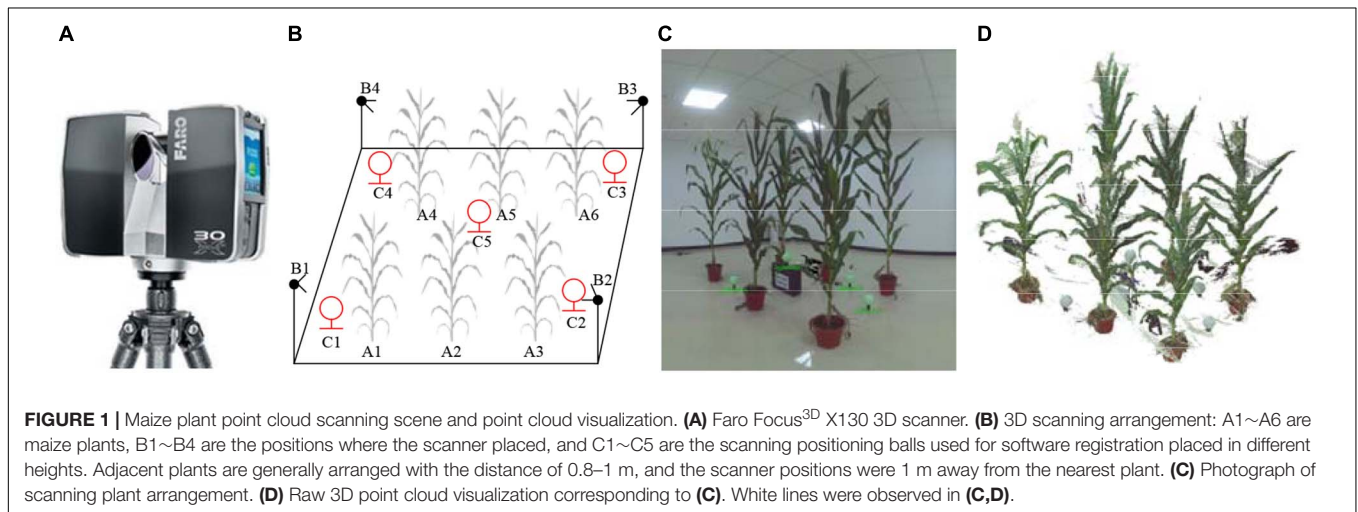 A
B
C
D
FARO
30
X
B4
B3
C4
C3
A4
A5
A6
C5
B1
B2
C1
C2
A1
A2
A3
FIGURE 1 | Maize plant point cloud scanning scene and point cloud visualization. (A) Faro Focus3D X130 3D scanner. (B) 3D scanning arrangement: A1~A6 are
maize plants, B1~B4 are the positions where the scanner placed, and C1~C5 are the scanning positioning balls used for software registration placed in different
heights. Adjacent plants are generally arranged with the distance of 0.8–1 m, and the scanner positions were 1 m away from the nearest plant. (C) Photograph of
scanning plant arrangement. (D) Raw 3D point cloud visualization corresponding to (C). White lines were observed in (C,D).